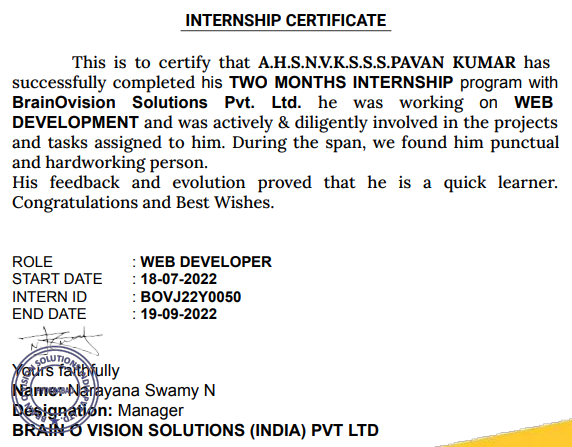 INTERNSHIP CERTIFICATE
This is to certify that A.H.S.N.V.K.S.S.S.PAVAN KUMAR has
successfully completed his TWO MONTHS INTERNSHIP program with
BrainOvision Solutions Pvt. Ltd. he was working on WEB
DEVELOPMENT and was actively & diligently involved in the projects
and tasks assigned to him. During the span, we found him punctual
and hardworking person.
His feedback and evolution proved that he is a quick learner.
Congratulations and Best Wishes.
ROLE : WEB DEVELOPER
START DATE : 18-07-2022
INTERN ID : BOVJ22Y0050
END DATE : 19-09-2022
Yours faithfully
Name: Narayana Swamy N
Designation: Manager
BRAIN O VISION SOLUTIONS (INDIA) PVT LTD